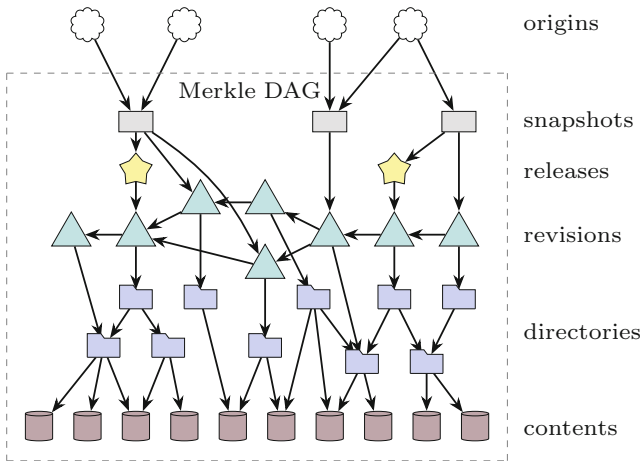 origins
Merkle DAG
snapshots
releases
revisions
directories
contents